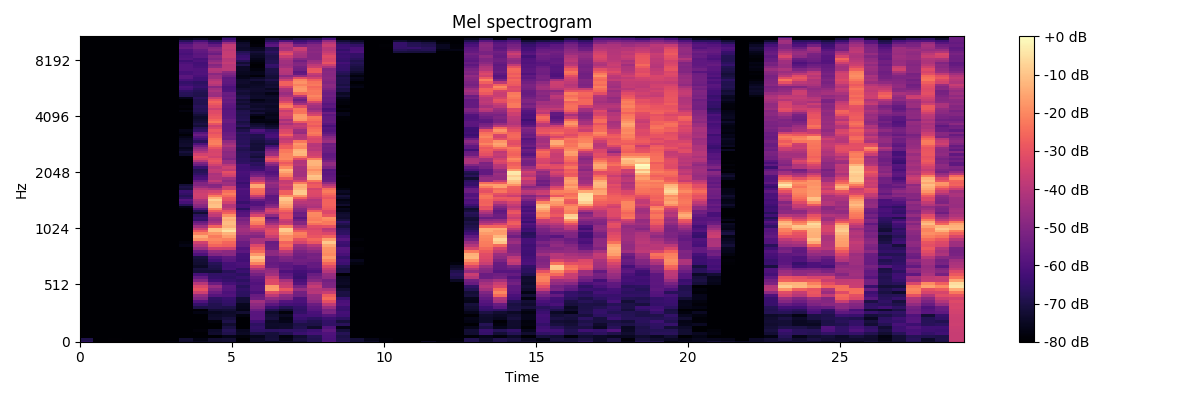 Mel spectrogram
8192
4096
2048
1024
512
0
Hz
0 5 10 15 20 25
Time
+0 dB
-10 dB
-20 dB
-30 dB
-40 dB
-50 dB
-60 dB
-70 dB
-80 dB